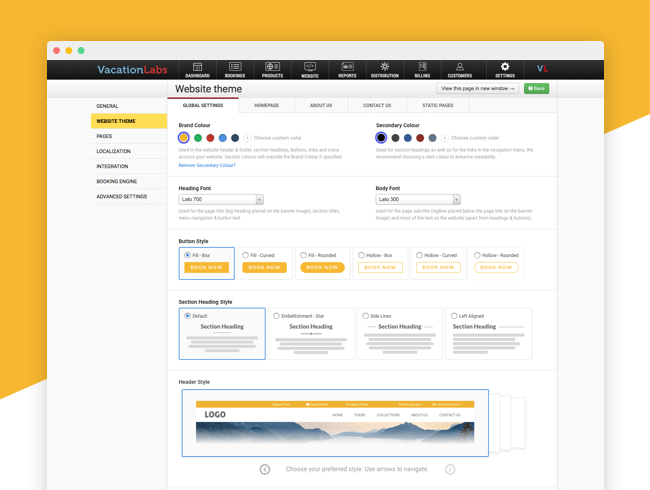 VacationLabs
DASHBOARD BOOKINGS PRODUCTS WEBSITE REPORTS DISTRIBUTION BILLING CUSTOMERS SETTINGS VL
Website theme
View this page in new window → Save
GENERAL
WEBSITE THEME
PAGES
LOCALIZATION
INTEGRATION
BOOKING ENGINE
ADVANCED SETTINGS
GLOBAL SETTINGS HOMEPAGE ABOUT US CONTACT US STATIC PAGES
Brand Colour
+ Choose custom color
Used in the website header & footer, section headings, buttons, links and icons
accross your website. Section colours will override the Brand Colour if specified.
Remove Secondary Colour?
Secondary Colour
+ Choose custom color
Used for section headings as well as for the links in the navigation menu. We
recommend choosing a dark colour to enhance readability.
Heading Font
Lato 700
Used for the page title (big heading placed on the banner image), section titles,
menu navigation & button text.
Body Font
Lato 300
Used for the page sub-title (tagline placed below the page title on the banner
image) and most of the text on the website (apart from headings & buttons)
Button Style
Fill - Box Fill - Curved Fill - Rounded Hollow - Box Hollow - Curved Hollow - Rounded
BOOK NOW BOOK NOW BOOK NOW BOOK NOW BOOK NOW BOOK NOW
Section Heading Style
Default Embellishment - Star Side Lines Left Aligned
Section Heading Section Heading Section Heading Section Heading
Header Style
LOGO HOME TOURS COLLECTIONS ABOUT US CONTACT US
Choose your preferred style. Use arrows to navigate.